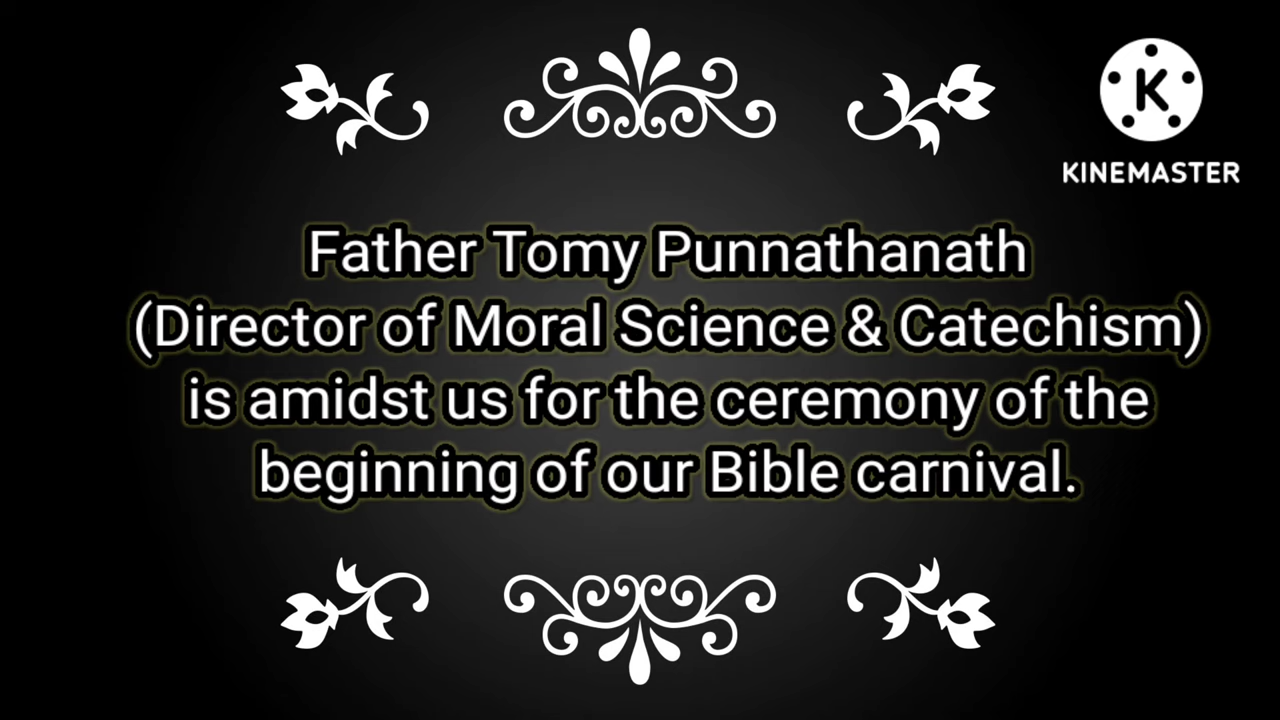 K
KINEMASTER
Father Tomy Punnathanath
(Director of Moral Science & Catechism)
is amidst us for the ceremony of the
beginning of our Bible carnival.